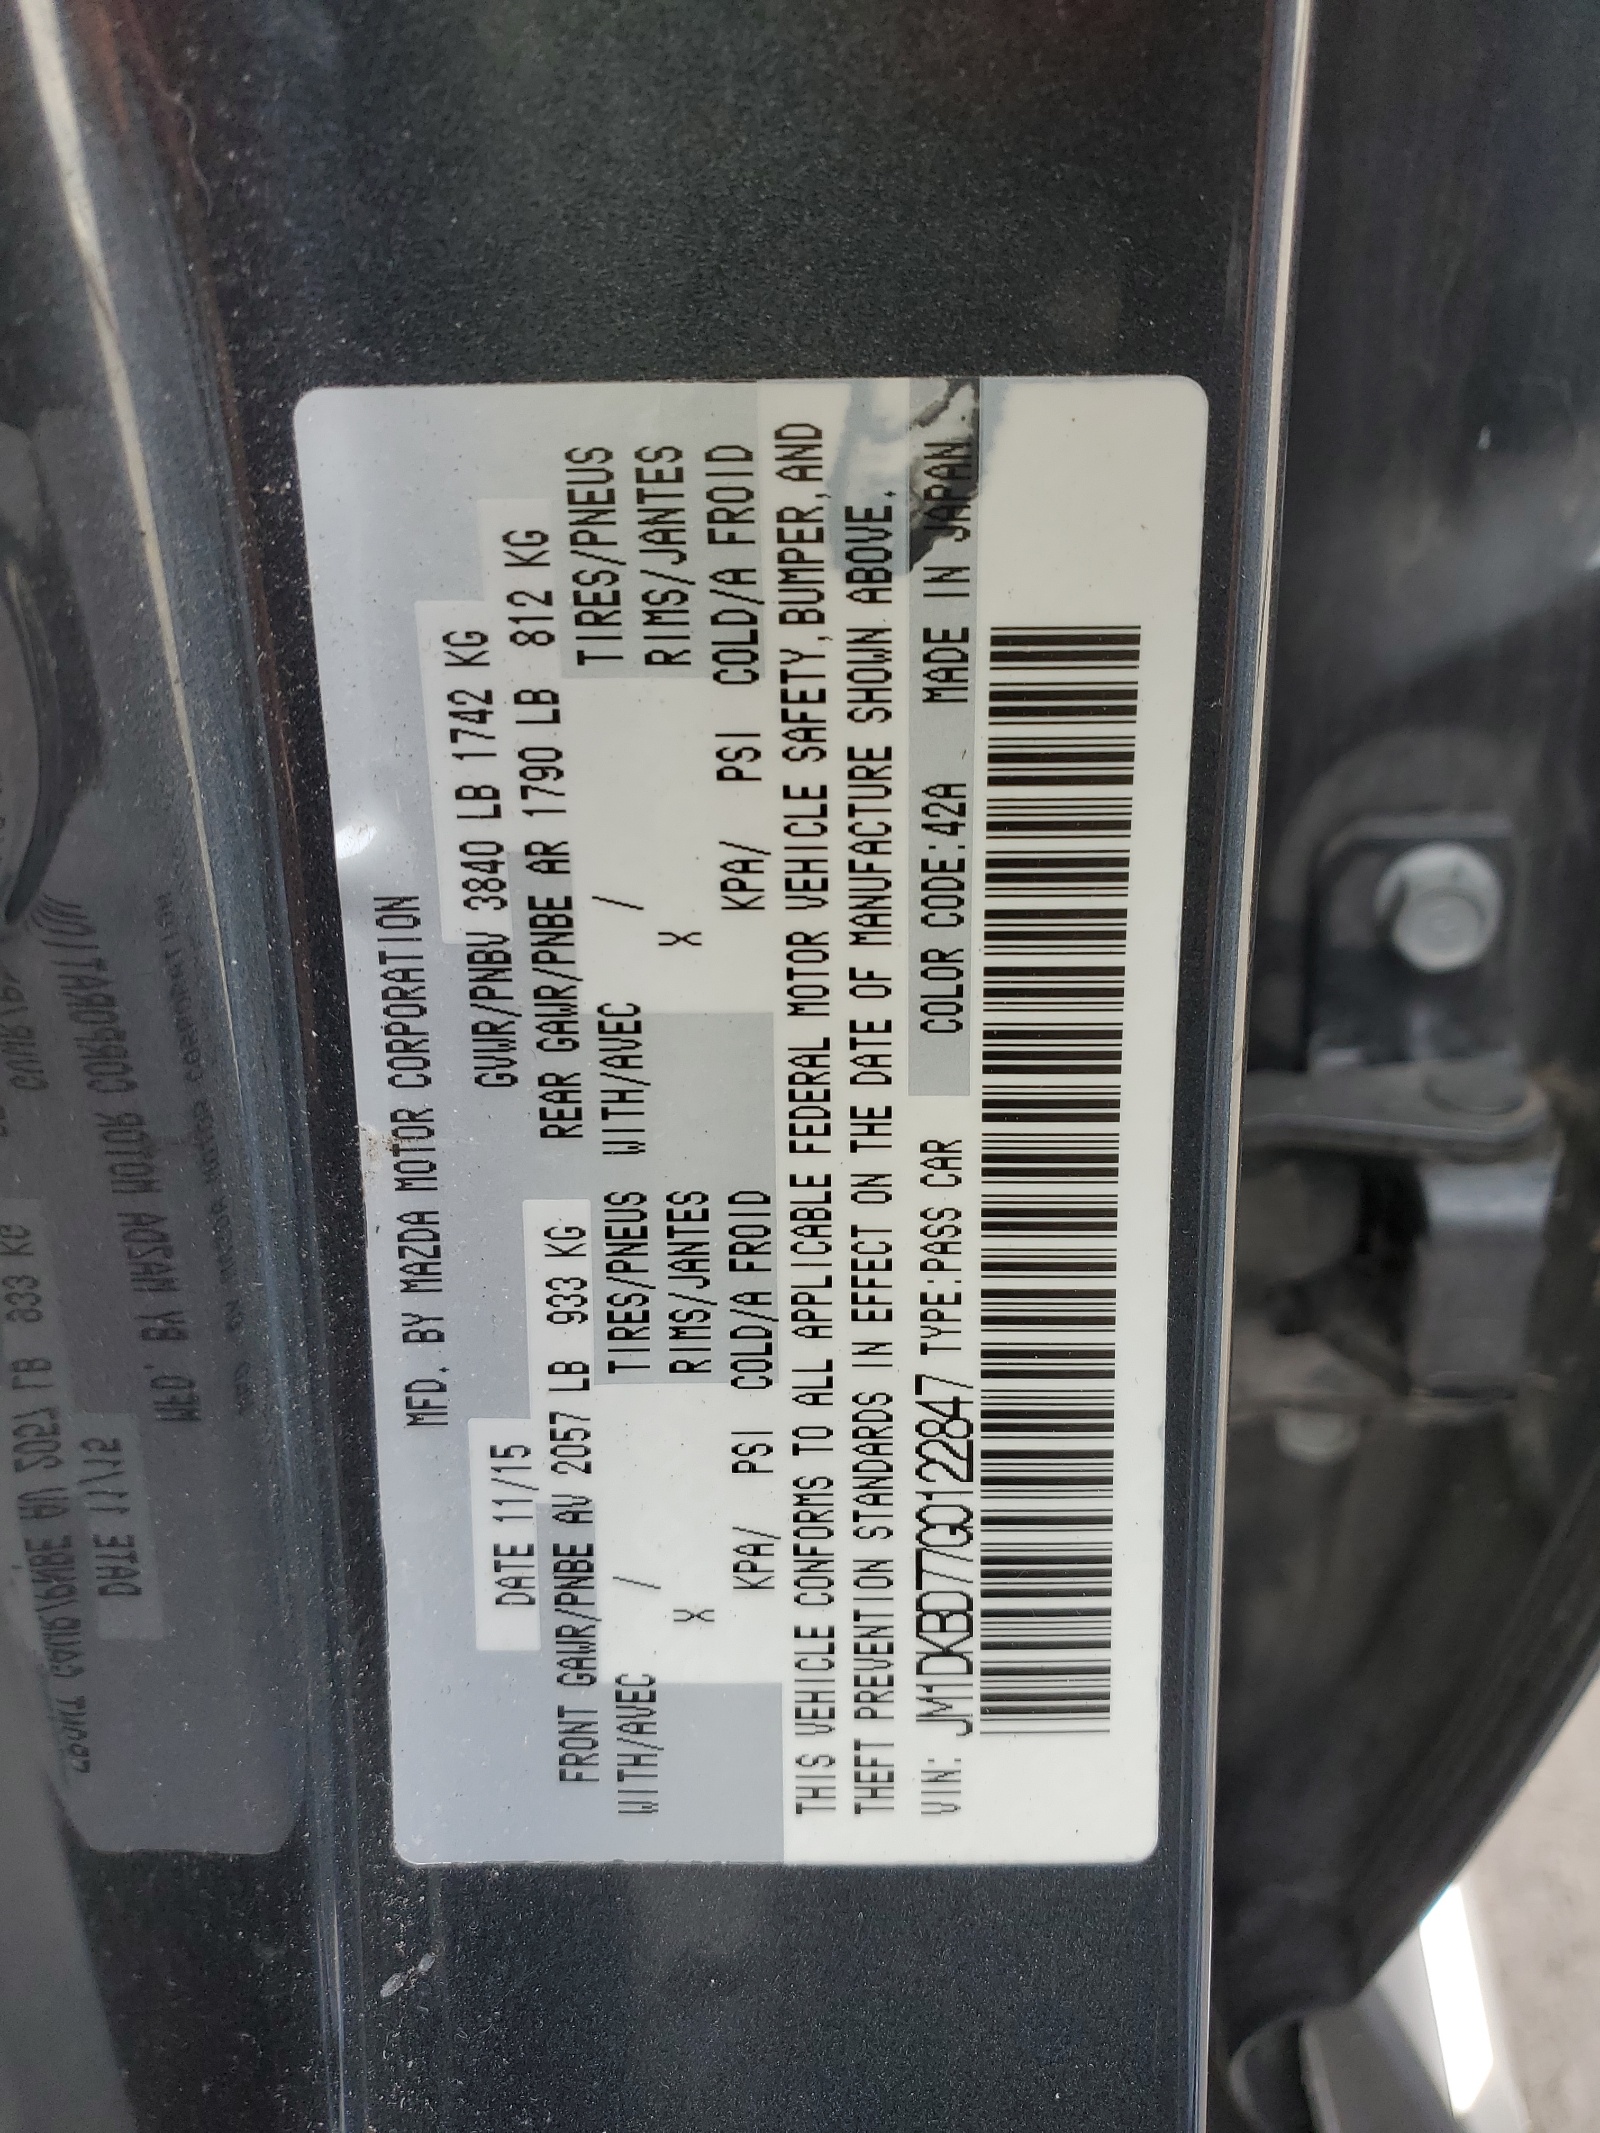 MFD. BY MAZDA MOTOR CORPORATION
DATE 11/15 GVWR/PNBV 3840 LB 1742 KG
FRONT GAWR/PNBE AV 2057 LB 933 KG REAR GAWR/PNBE AR 1790 LB 812 KG
WITH/AVEC / TIRES/PNEUS WITH/AVEC / TIRES/PNEUS
X RIMS/JANTES X RIMS/JANTES
KPA/ PSI COLD/A FROID KPA/ PSI COLD/A FROID
THIS VEHICLE CONFORMS TO ALL APPLICABLE FEDERAL MOTOR VEHICLE SAFETY,BUMPER,AND
THEFT PREVENTION STANDARDS IN EFFECT ON THE DATE OF MANUFACTURE SHOWN ABOVE.
VIN: JM1DKBD77G0122847 TYPE:PASS CAR COLOR CODE:42A MADE IN JAPAN